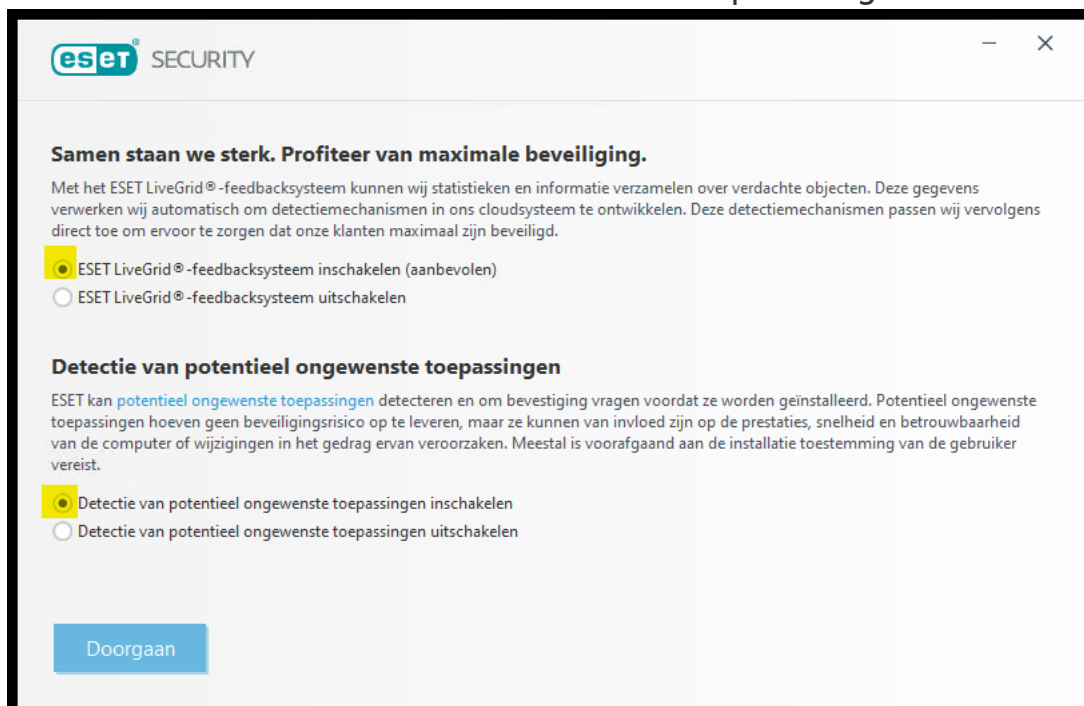 eset® SECURITY
Samen staan we sterk. Profiteer van maximale beveiliging.
Met het ESET LiveGrid®-feedbacksysteem kunnen wij statistieken en informatie verzamelen over verdachte objecten. Deze gegevens
verwerken wij automatisch om detectiemechanismen in ons cloudsysteem te ontwikkelen. Deze detectiemechanismen passen wij vervolgens
direct toe om ervoor te zorgen dat onze klanten maximaal zijn beveiligd.
ESET LiveGrid®-feedbacksysteem inschakelen (aanbevolen)
ESET LiveGrid®-feedbacksysteem uitschakelen
Detectie van potentieel ongewenste toepassingen
ESET kan potentieel ongewenste toepassingen detecteren en om bevestiging vragen voordat ze worden geïnstalleerd. Potentieel ongewenste
toepassingen hoeven geen beveiligingsrisico op te leveren, maar ze kunnen van invloed zijn op de prestaties, snelheid en betrouwbaarheid
van de computer of wijzigingen in het gedrag ervan veroorzaken. Meestal is voorafgaand aan de installatie toestemming van de gebruiker
vereist.
Detectie van potentieel ongewenste toepassingen inschakelen
Detectie van potentieel ongewenste toepassingen uitschakelen
Doorgaan